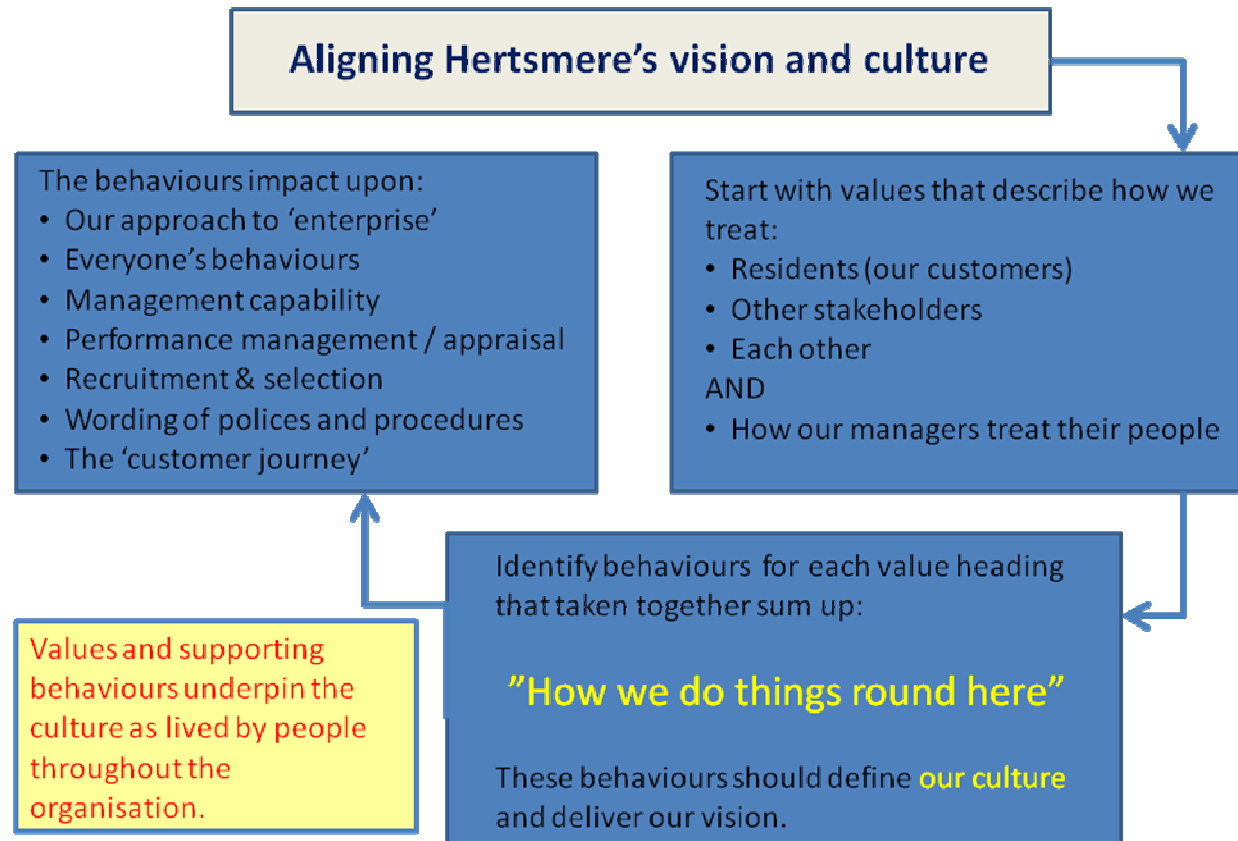 Aligning Hertsmere’s vision and culture
Start with values that describe how we
treat:
• Residents (our customers)
• Other stakeholders
• Each other
AND
• How our managers treat their people
Identify behaviours for each value heading
that taken together sum up:
”How we do things round here”
These behaviours should define our culture
and deliver our vision.
The behaviours impact upon:
• Our approach to ‘enterprise’
• Everyone’s behaviours
• Management capability
• Performance management / appraisal
• Recruitment & selection
• Wording of polices and procedures
• The ‘customer journey’
Values and supporting
behaviours underpin the
culture as lived by people
throughout the
organisation.